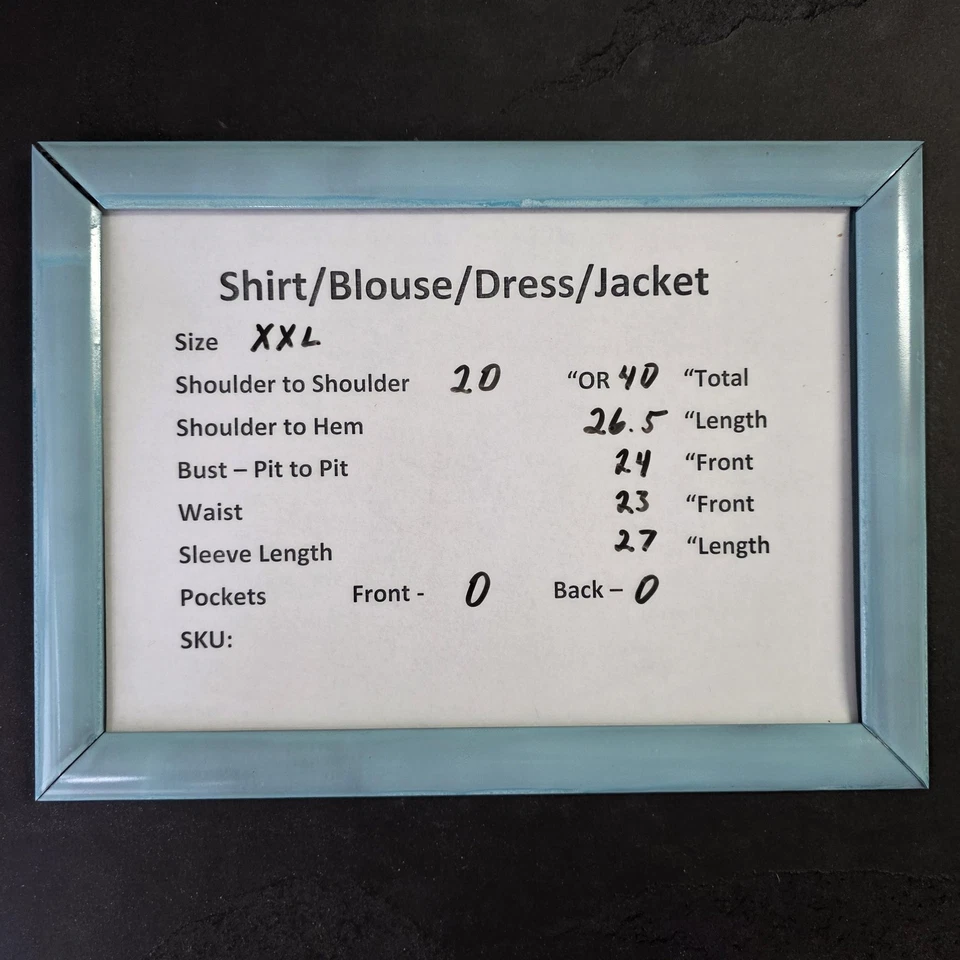 Shirt/Blouse/Dress/Jacket
Size XXL
Shoulder to Shoulder 20 “OR 40 “Total
Shoulder to Hem 26.5 “Length
Bust – Pit to Pit 24 “Front
Waist 23 “Front
Sleeve Length 27 “Length
Pockets Front - 0 Back – 0
SKU: